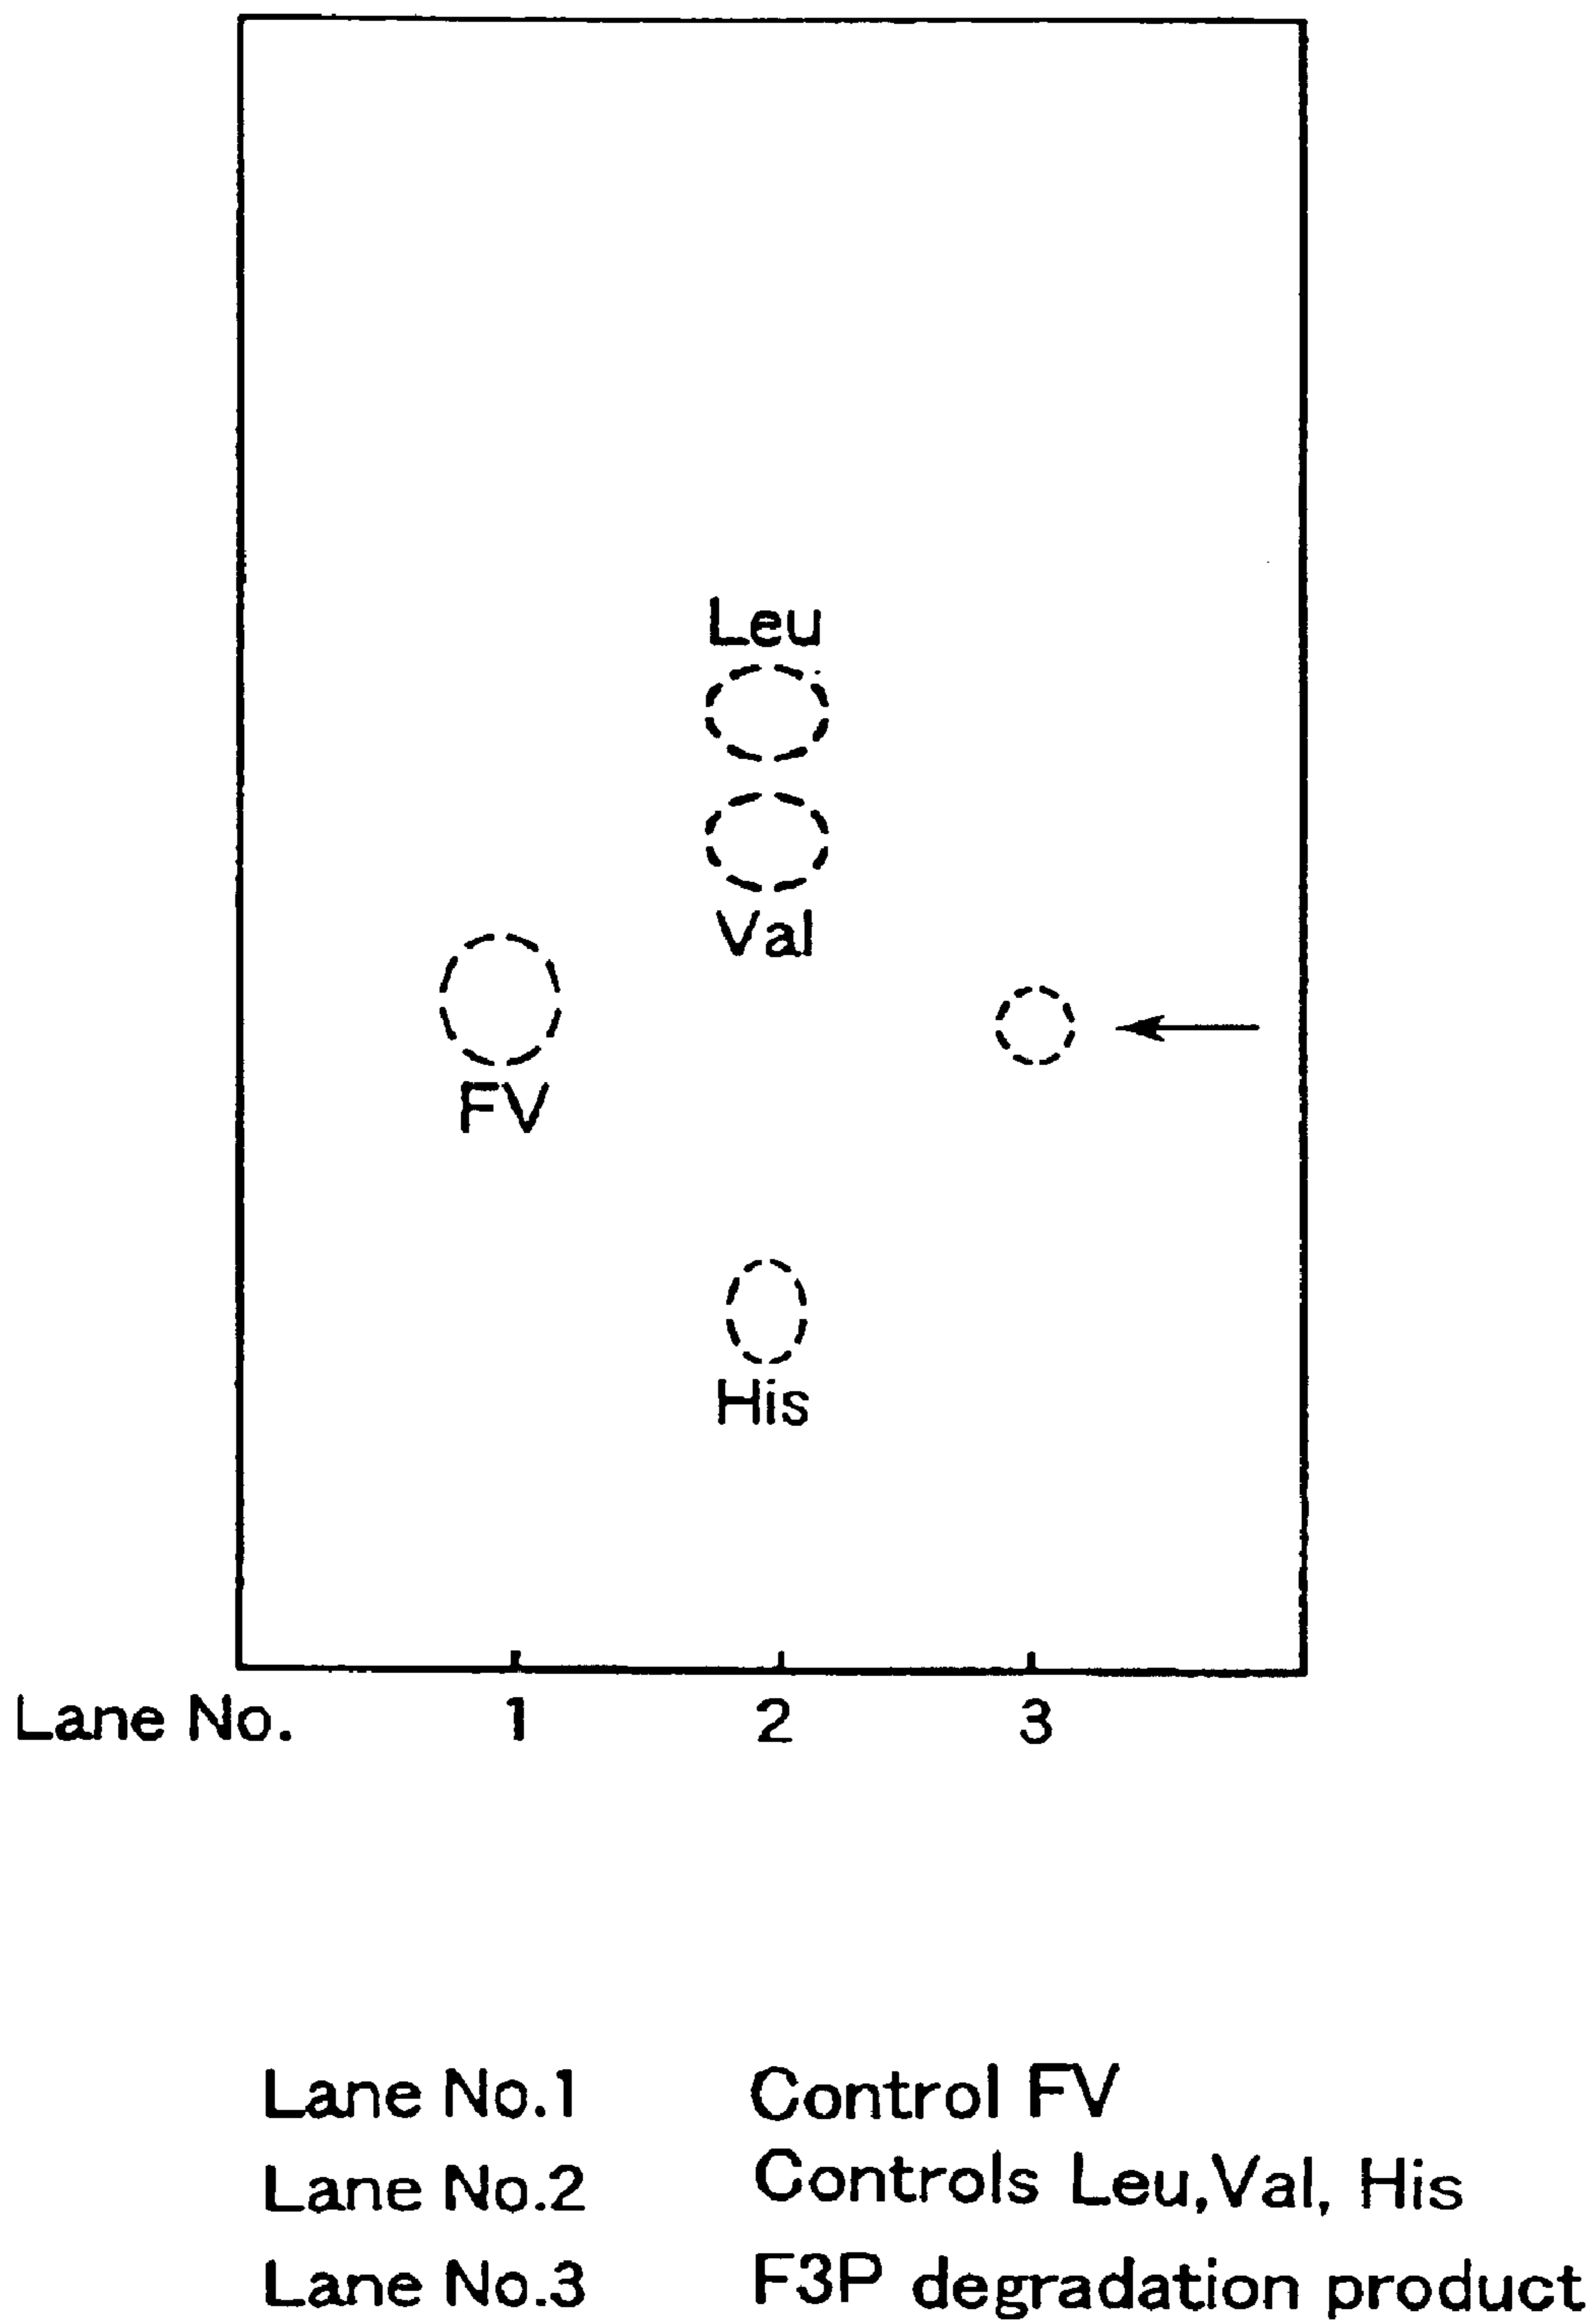 Leu
Val
FV
His
Lane No. 1 2 3
Lane No.1 Control FV
Lane No.2 Controls Leu,Val, His
Lane No.3 F3P degradation product